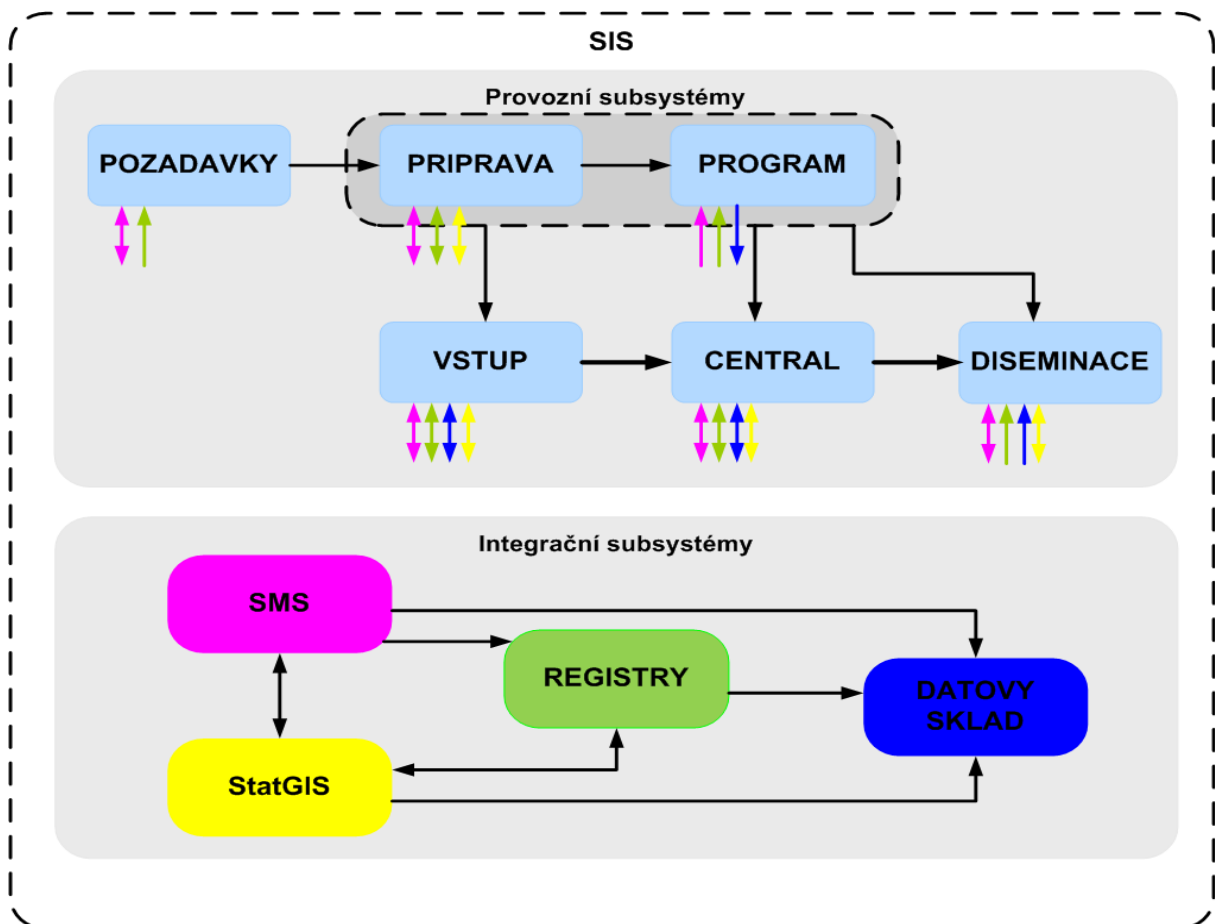 SIS
Provozní subsystémy
POZADAVKY
PRIPRAVA
PROGRAM
VSTUP
CENTRAL
DISEMINACE
Integrační subsystémy
SMS
REGISTRY
DATOVY
SKLAD
StatGIS